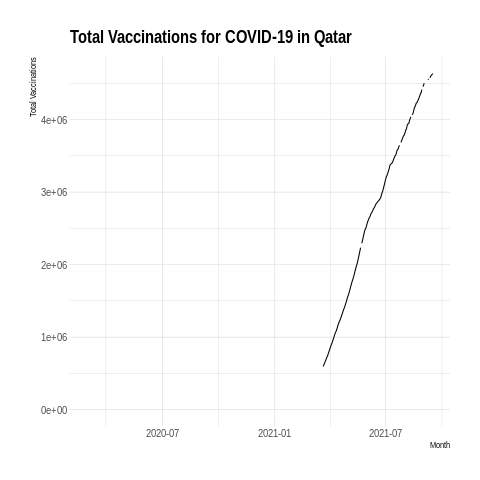 Total Vaccinations for COVID-19 in Qatar
Total Vaccinations
4e+06
3e+06
2e+06
1e+06
0e+00
2020-07
2021-01
2021-07
Month